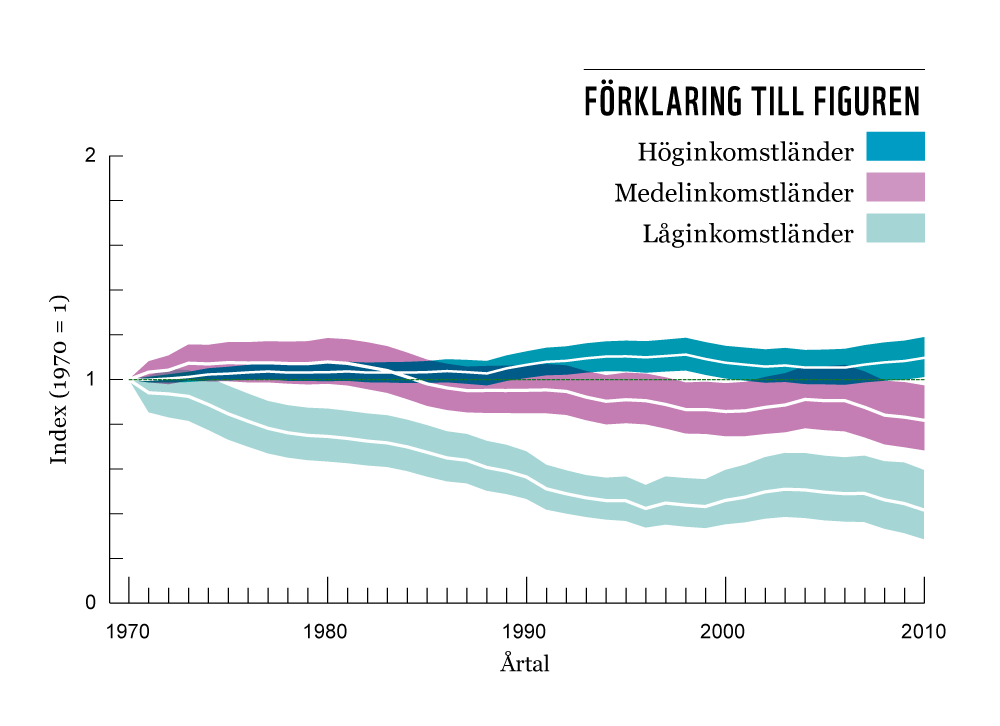 FÖRKLARING TILL FIGUREN
Höginkomstländer
Medelinkomstländer
Låginkomstländer
2
1
0
Index (1970 = 1)
1970
1980
1990
2000
2010
Årtal